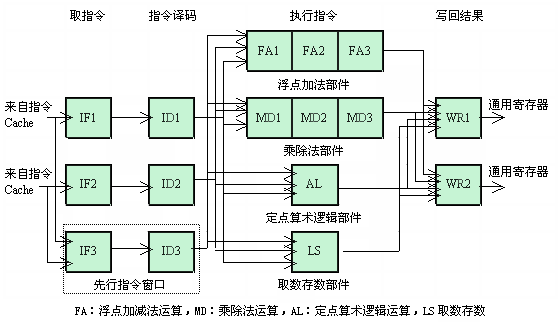 取指令 指令译码 执行指令 写回结果
FA1 FA2 FA3
浮点加法部件
来自指令
Cache
IF1 ID1 MD1 MD2 MD3 WR1 通用寄存器
乘除法部件
来自指令
Cache
IF2 ID2 AL WR2 通用寄存器
定点算术逻辑部件
IF3 ID3 LS
先行指令窗口
取数存数部件
FA：浮点加减法运算，MD：乘除法运算，AL：定点算术逻辑运算，LS取数存数